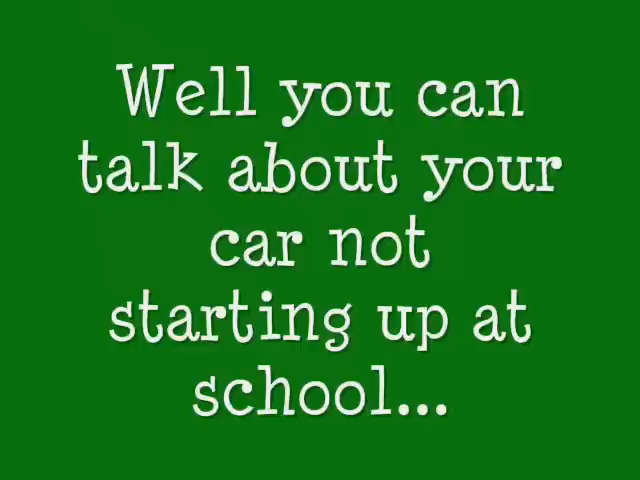 Well you can
talk about your
car not
starting up at
school...